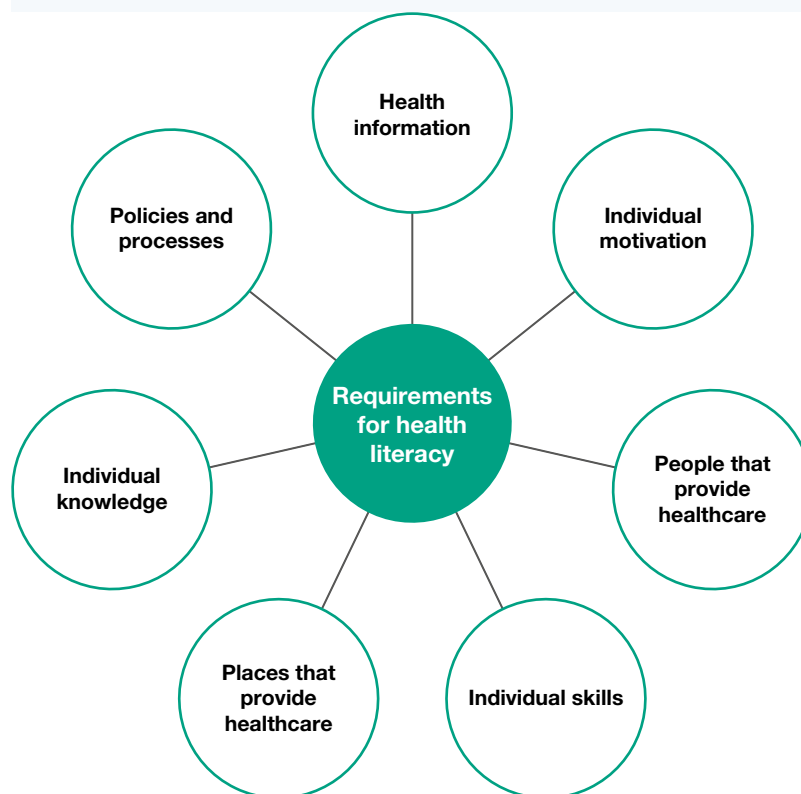 Health
information
Policies and
processes
Individual
motivation
Requirements
for health
literacy
Individual
knowledge
People that
provide
healthcare
Places that
provide
healthcare
Individual skills